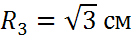 R₃ = √3 см